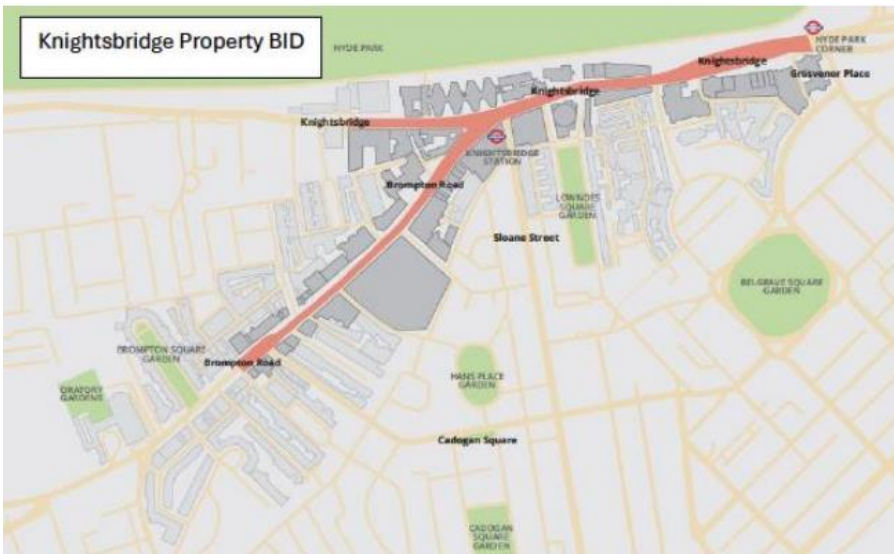 Knightsbridge Property BID
HYDE PARK
HYDE PARK
CORNER
Knightsbridge
Grosvenor Place
Knightsbridge
Knightsbridge
KNIGHTSBRIDGE
STATION
Brompton Road
LOWNDES
SQUARE
GARDEN
Sloane Street
BELGRAVE SQUARE
GARDEN
BROMPTON SQUARE
GARDEN
Brompton Road
HANS PLACE
GARDEN
ORATORY
GARDENS
Cadogan Square
CADOGAN
SQUARE
GARDEN